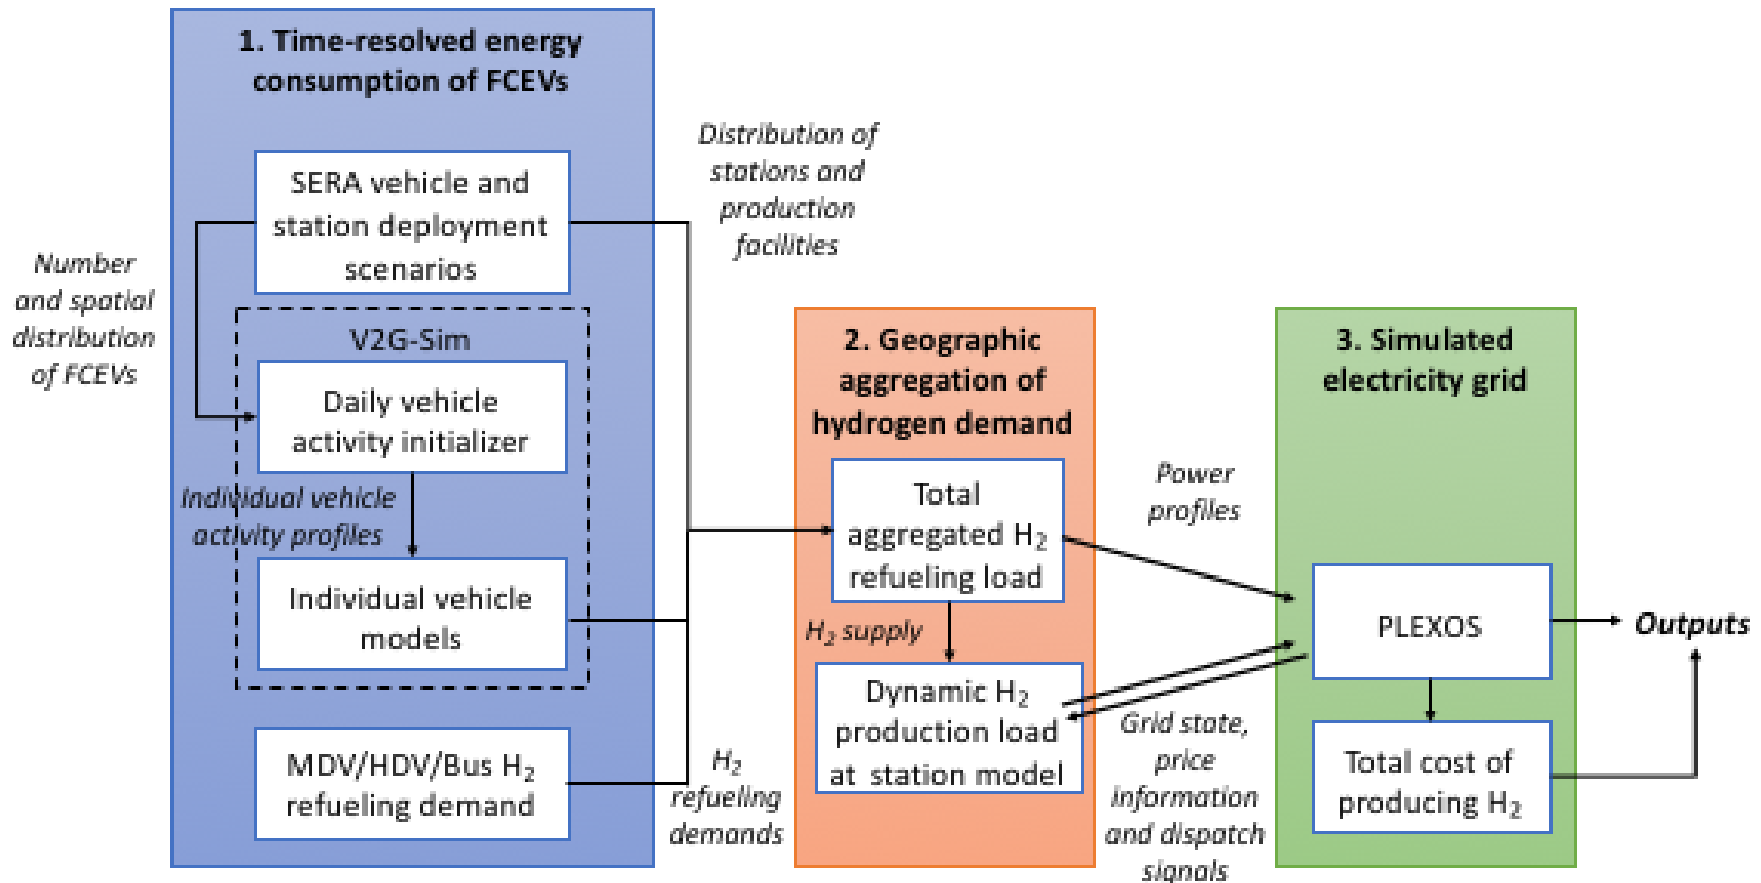 1. Time-resolved energy
consumption of FCEVs
SERA vehicle and
station deployment
scenarios
Number
and spatial
distribution
of FCEVs
V2G-Sim
Daily vehicle
activity initializer
Individual vehicle
activity profiles
Individual vehicle
models
MDV/HDV/Bus H₂
refueling demand
Distribution of
stations and
production
facilities
H₂
refueling
demands
2. Geographic
aggregation of
hydrogen demand
Total
aggregated H₂
refueling load
H₂ supply
Dynamic H₂
production load
at station model
Power
profiles
Grid state,
price
information
and dispatch
signals
3. Simulated
electricity grid
PLEXOS
Total cost of
producing H₂
Outputs